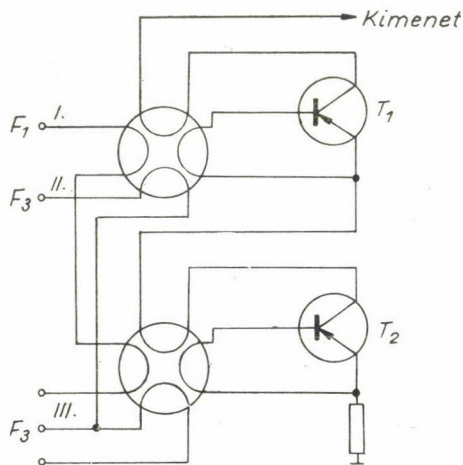 Kimenet
T1
F1 I.
F3 II.
T2
F3 III.